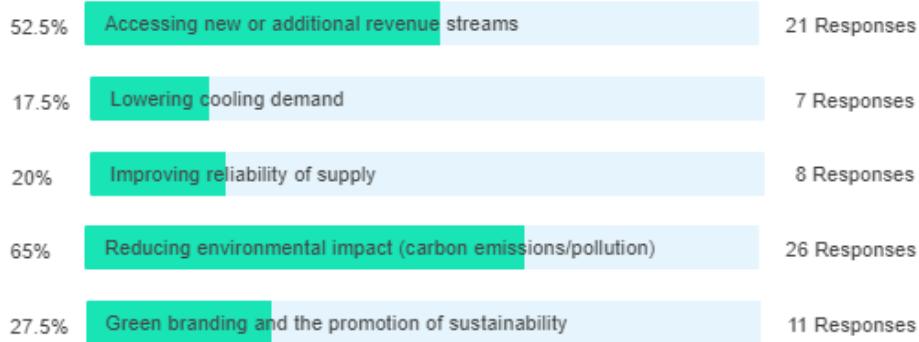 52.5% Accessing new or additional revenue streams 21 Responses
17.5% Lowering cooling demand 7 Responses
20% Improving reliability of supply 8 Responses
65% Reducing environmental impact (carbon emissions/pollution) 26 Responses
27.5% Green branding and the promotion of sustainability 11 Responses